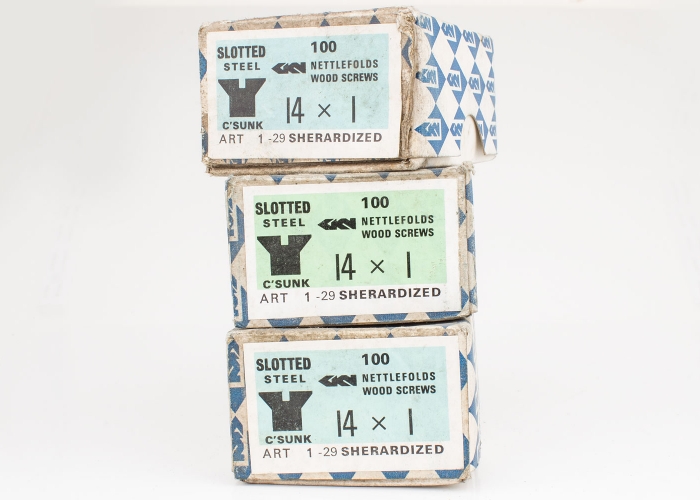 SLOTTED 100
STEEL GKN NETTLEFOLDS
WOOD SCREWS
14 × 1
C'SUNK
ART 1-29 SHERARDIZED
SLOTTED 100
STEEL GKN NETTLEFOLDS
WOOD SCREWS
14 × 1
C'SUNK
ART 1-29 SHERARDIZED
SLOTTED 100
STEEL GKN NETTLEFOLDS
WOOD SCREWS
14 × 1
C'SUNK
ART 1-29 SHERARDIZED